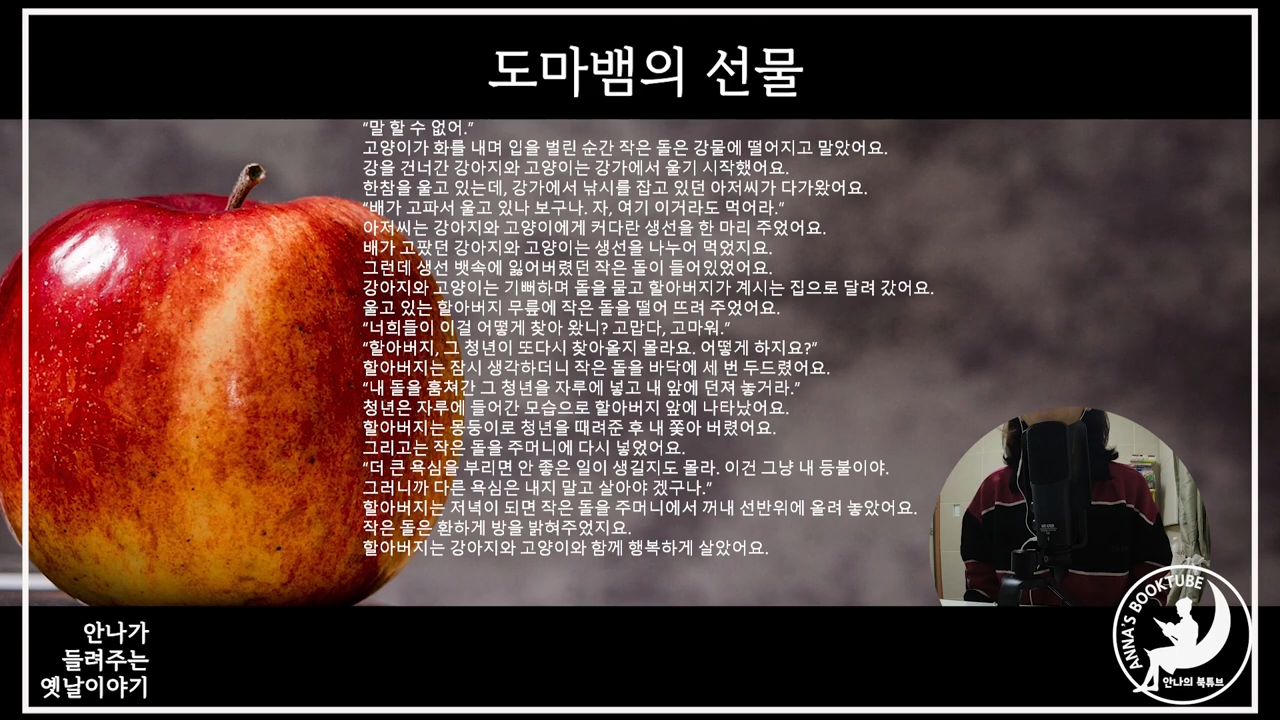 도마뱀의 선물
“말 할 수 없어.”
고양이가 화를 내며 입을 벌린 순간 작은 돌은 강물에 떨어지고 말았어요.
강을 건너간 강아지와 고양이는 강가에서 울기 시작했어요.
한참을 울고 있는데, 강가에서 낚시를 잡고 있던 아저씨가 다가왔어요.
“배가 고파서 울고 있나 보구나. 자, 여기 이거라도 먹어라.”
아저씨는 강아지와 고양이에게 커다란 생선을 한 마리 주었어요.
배가 고팠던 강아지와 고양이는 생선을 나누어 먹었지요.
그런데 생선 뱃속에 잃어버렸던 작은 돌이 들어있었어요.
강아지와 고양이는 기뻐하며 돌을 물고 할아버지가 계시는 집으로 달려 갔어요.
울고 있는 할아버지 무릎에 작은 돌을 떨어 뜨려 주었어요.
“너희들이 이걸 어떻게 찾아 왔니? 고맙다, 고마워.”
“할아버지, 그 청년이 또다시 찾아올지 몰라요. 어떻게 하지요?”
할아버지는 잠시 생각하더니 작은 돌을 바닥에 세 번 두드렸어요.
“내 돌을 훔쳐간 그 청년을 자루에 넣고 내 앞에 던져 놓거라.”
청년은 자루에 들어간 모습으로 할아버지 앞에 나타났어요.
할아버지는 몽둥이로 청년을 때려준 후 내 쫓아 버렸어요.
그리고는 작은 돌을 주머니에 다시 넣었어요.
“더 큰 욕심을 부리면 안 좋은 일이 생길지도 몰라. 이건 그냥 내 등불이야.
그러니까 다른 욕심은 내지 말고 살아야 겠구나.”
할아버지는 저녁이 되면 작은 돌을 주머니에서 꺼내 선반위에 올려 놓았어요.
작은 돌은 환하게 방을 밝혀주었지요.
할아버지는 강아지와 고양이와 함께 행복하게 살았어요.
안나가
들려주는
옛날이야기
ANNA'S BOOKTUBE
안나의 북튜브